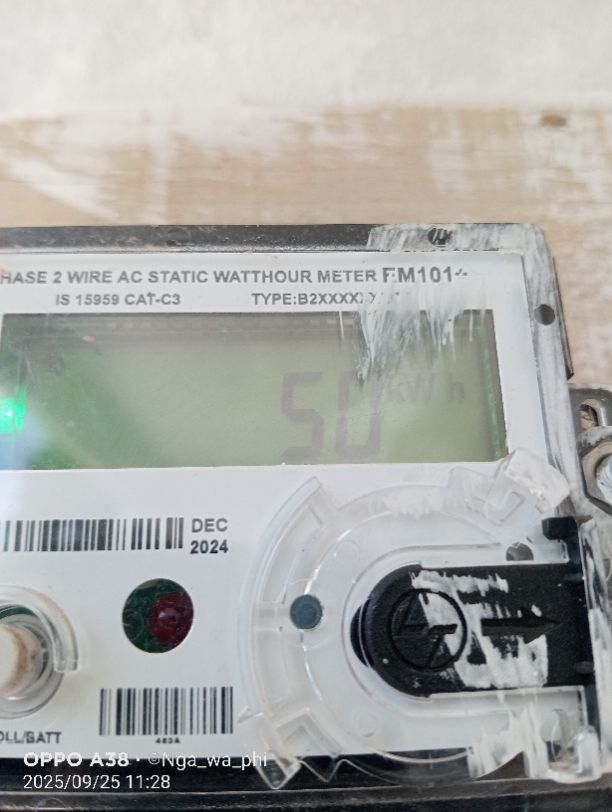 HASE 2 WIRE AC STATIC WATTHOUR METER EM101+
IS 15959 CAT-C3 TYPE:B2XXXX
50 kWh
DEC
2024
OLL/BATT
OPPO A38 · ©Nga_wa_phi
2025/09/25 11:28